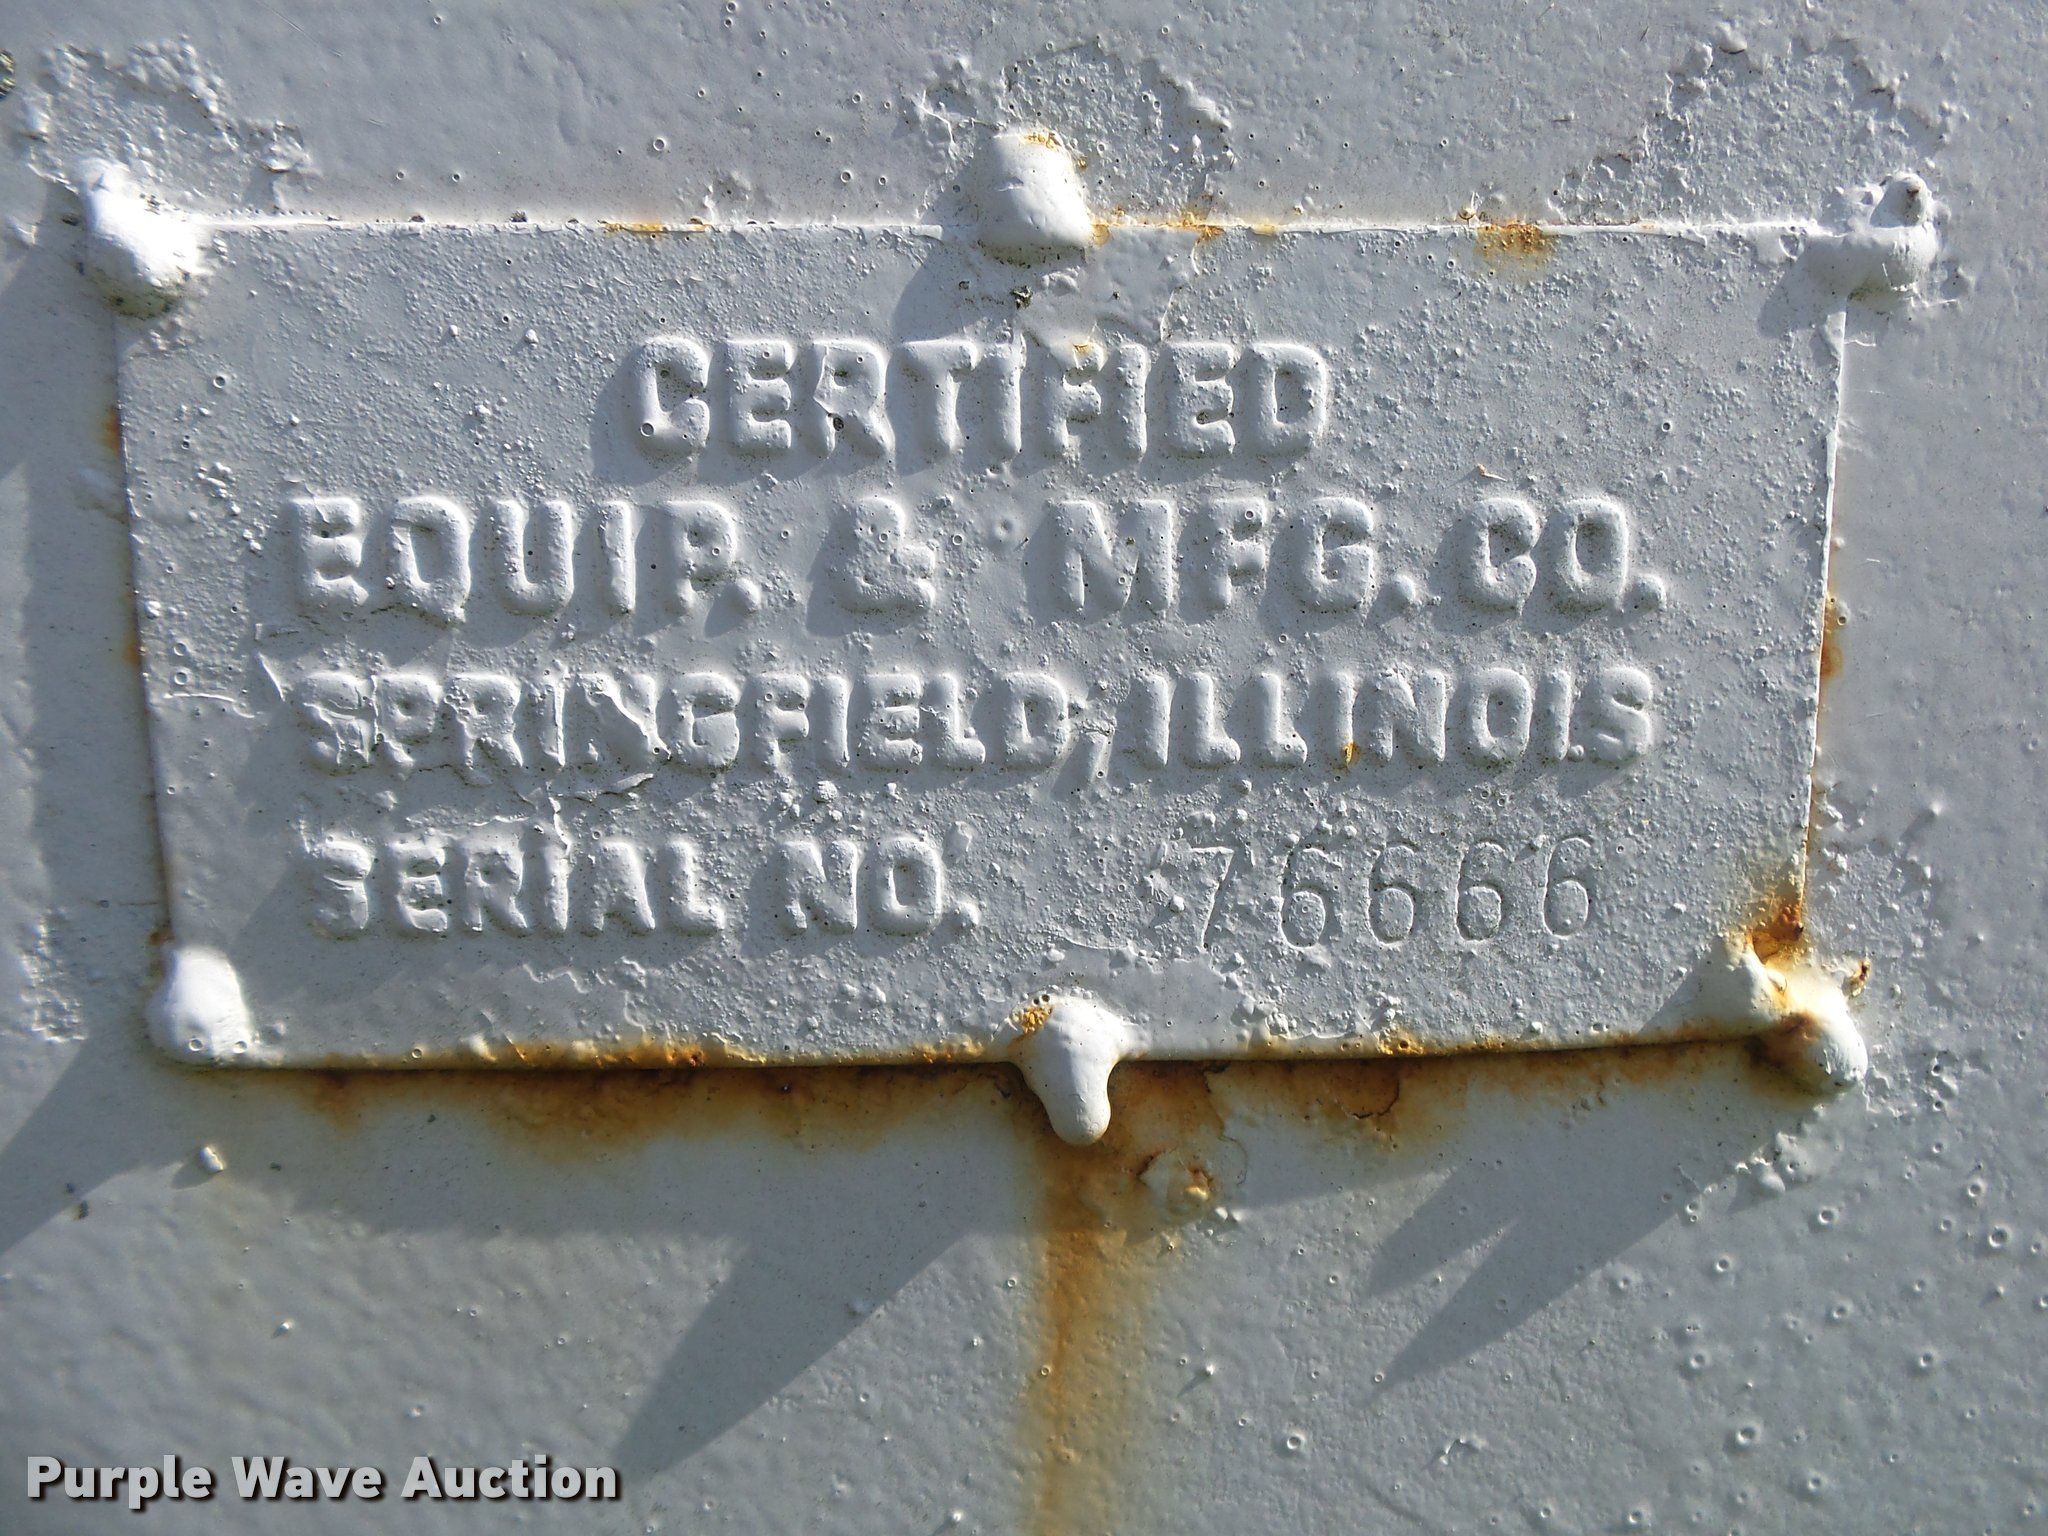 CERTIFIED
EQUIP. & MFG. CO.
SPRINGFIELD, ILLINOIS
SERIAL NO. 76666
Purple Wave Auction